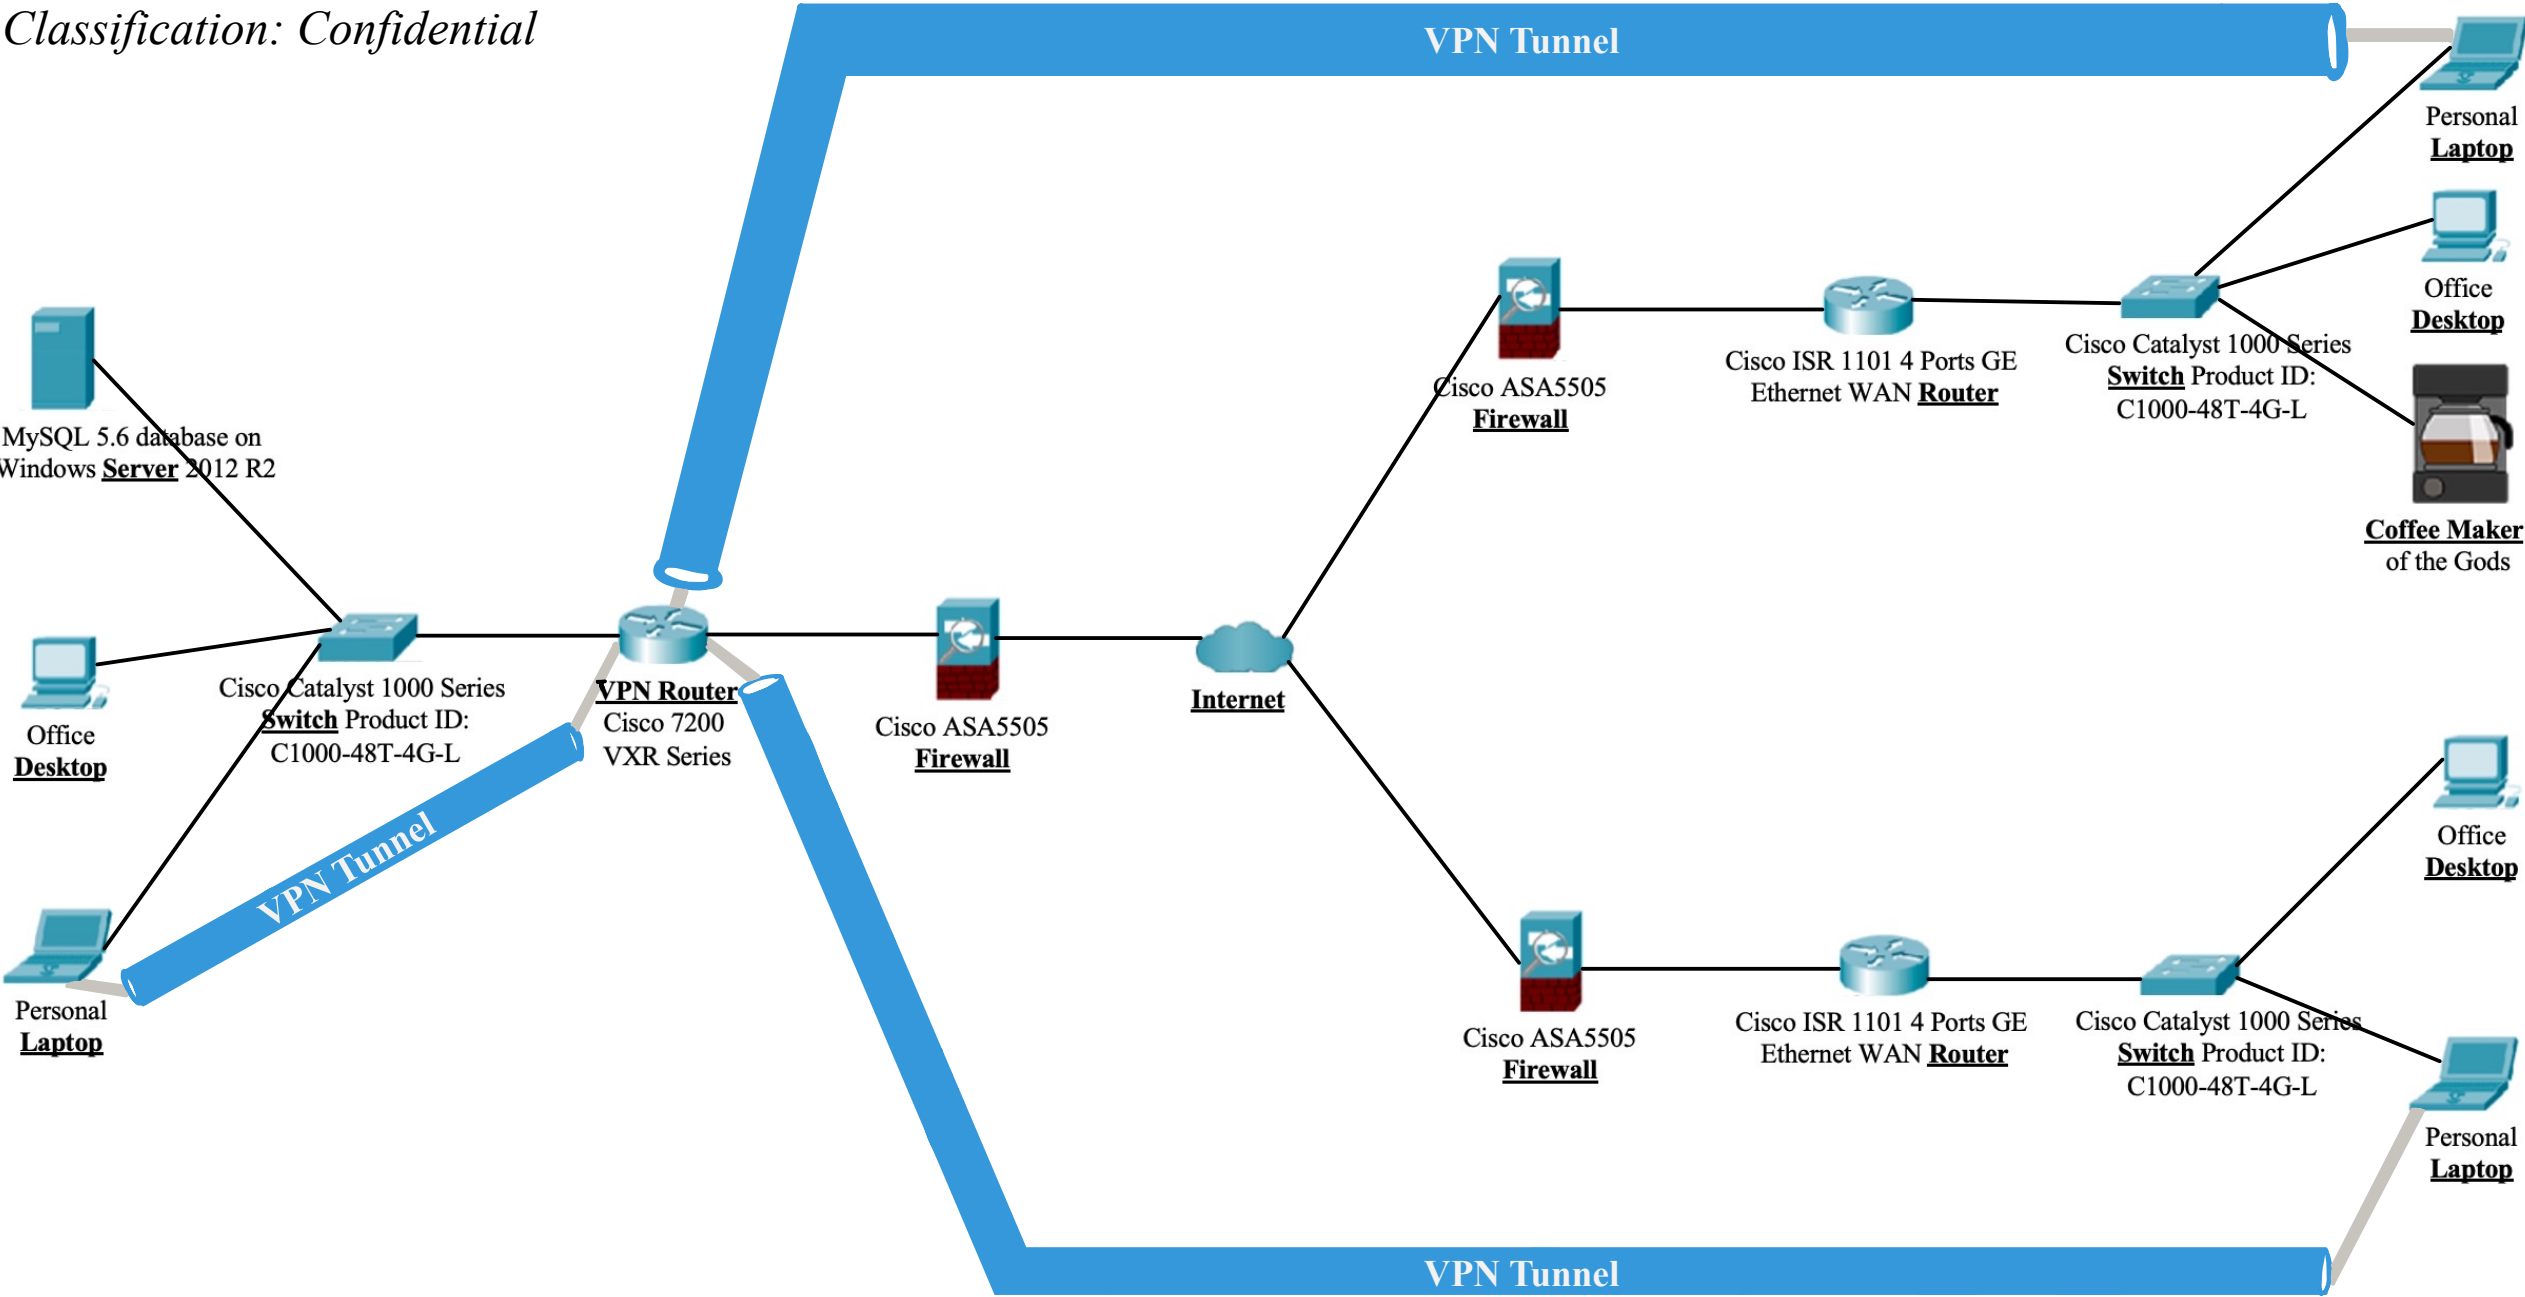 Classification: Confidential
VPN Tunnel
Personal
Laptop
Office
Desktop
Cisco ASA5505
Firewall
Cisco ISR 1101 4 Ports GE
Ethernet WAN Router
Cisco Catalyst 1000 Series
Switch Product ID:
C1000-48T-4G-L
Coffee Maker
of the Gods
MySQL 5.6 database on
Windows Server 2012 R2
Office
Desktop
Cisco Catalyst 1000 Series
Switch Product ID:
C1000-48T-4G-L
VPN Router
Cisco 7200
VXR Series
Cisco ASA5505
Firewall
Internet
VPN Tunnel
Personal
Laptop
Cisco ASA5505
Firewall
Cisco ISR 1101 4 Ports GE
Ethernet WAN Router
Cisco Catalyst 1000 Series
Switch Product ID:
C1000-48T-4G-L
Office
Desktop
Personal
Laptop
VPN Tunnel